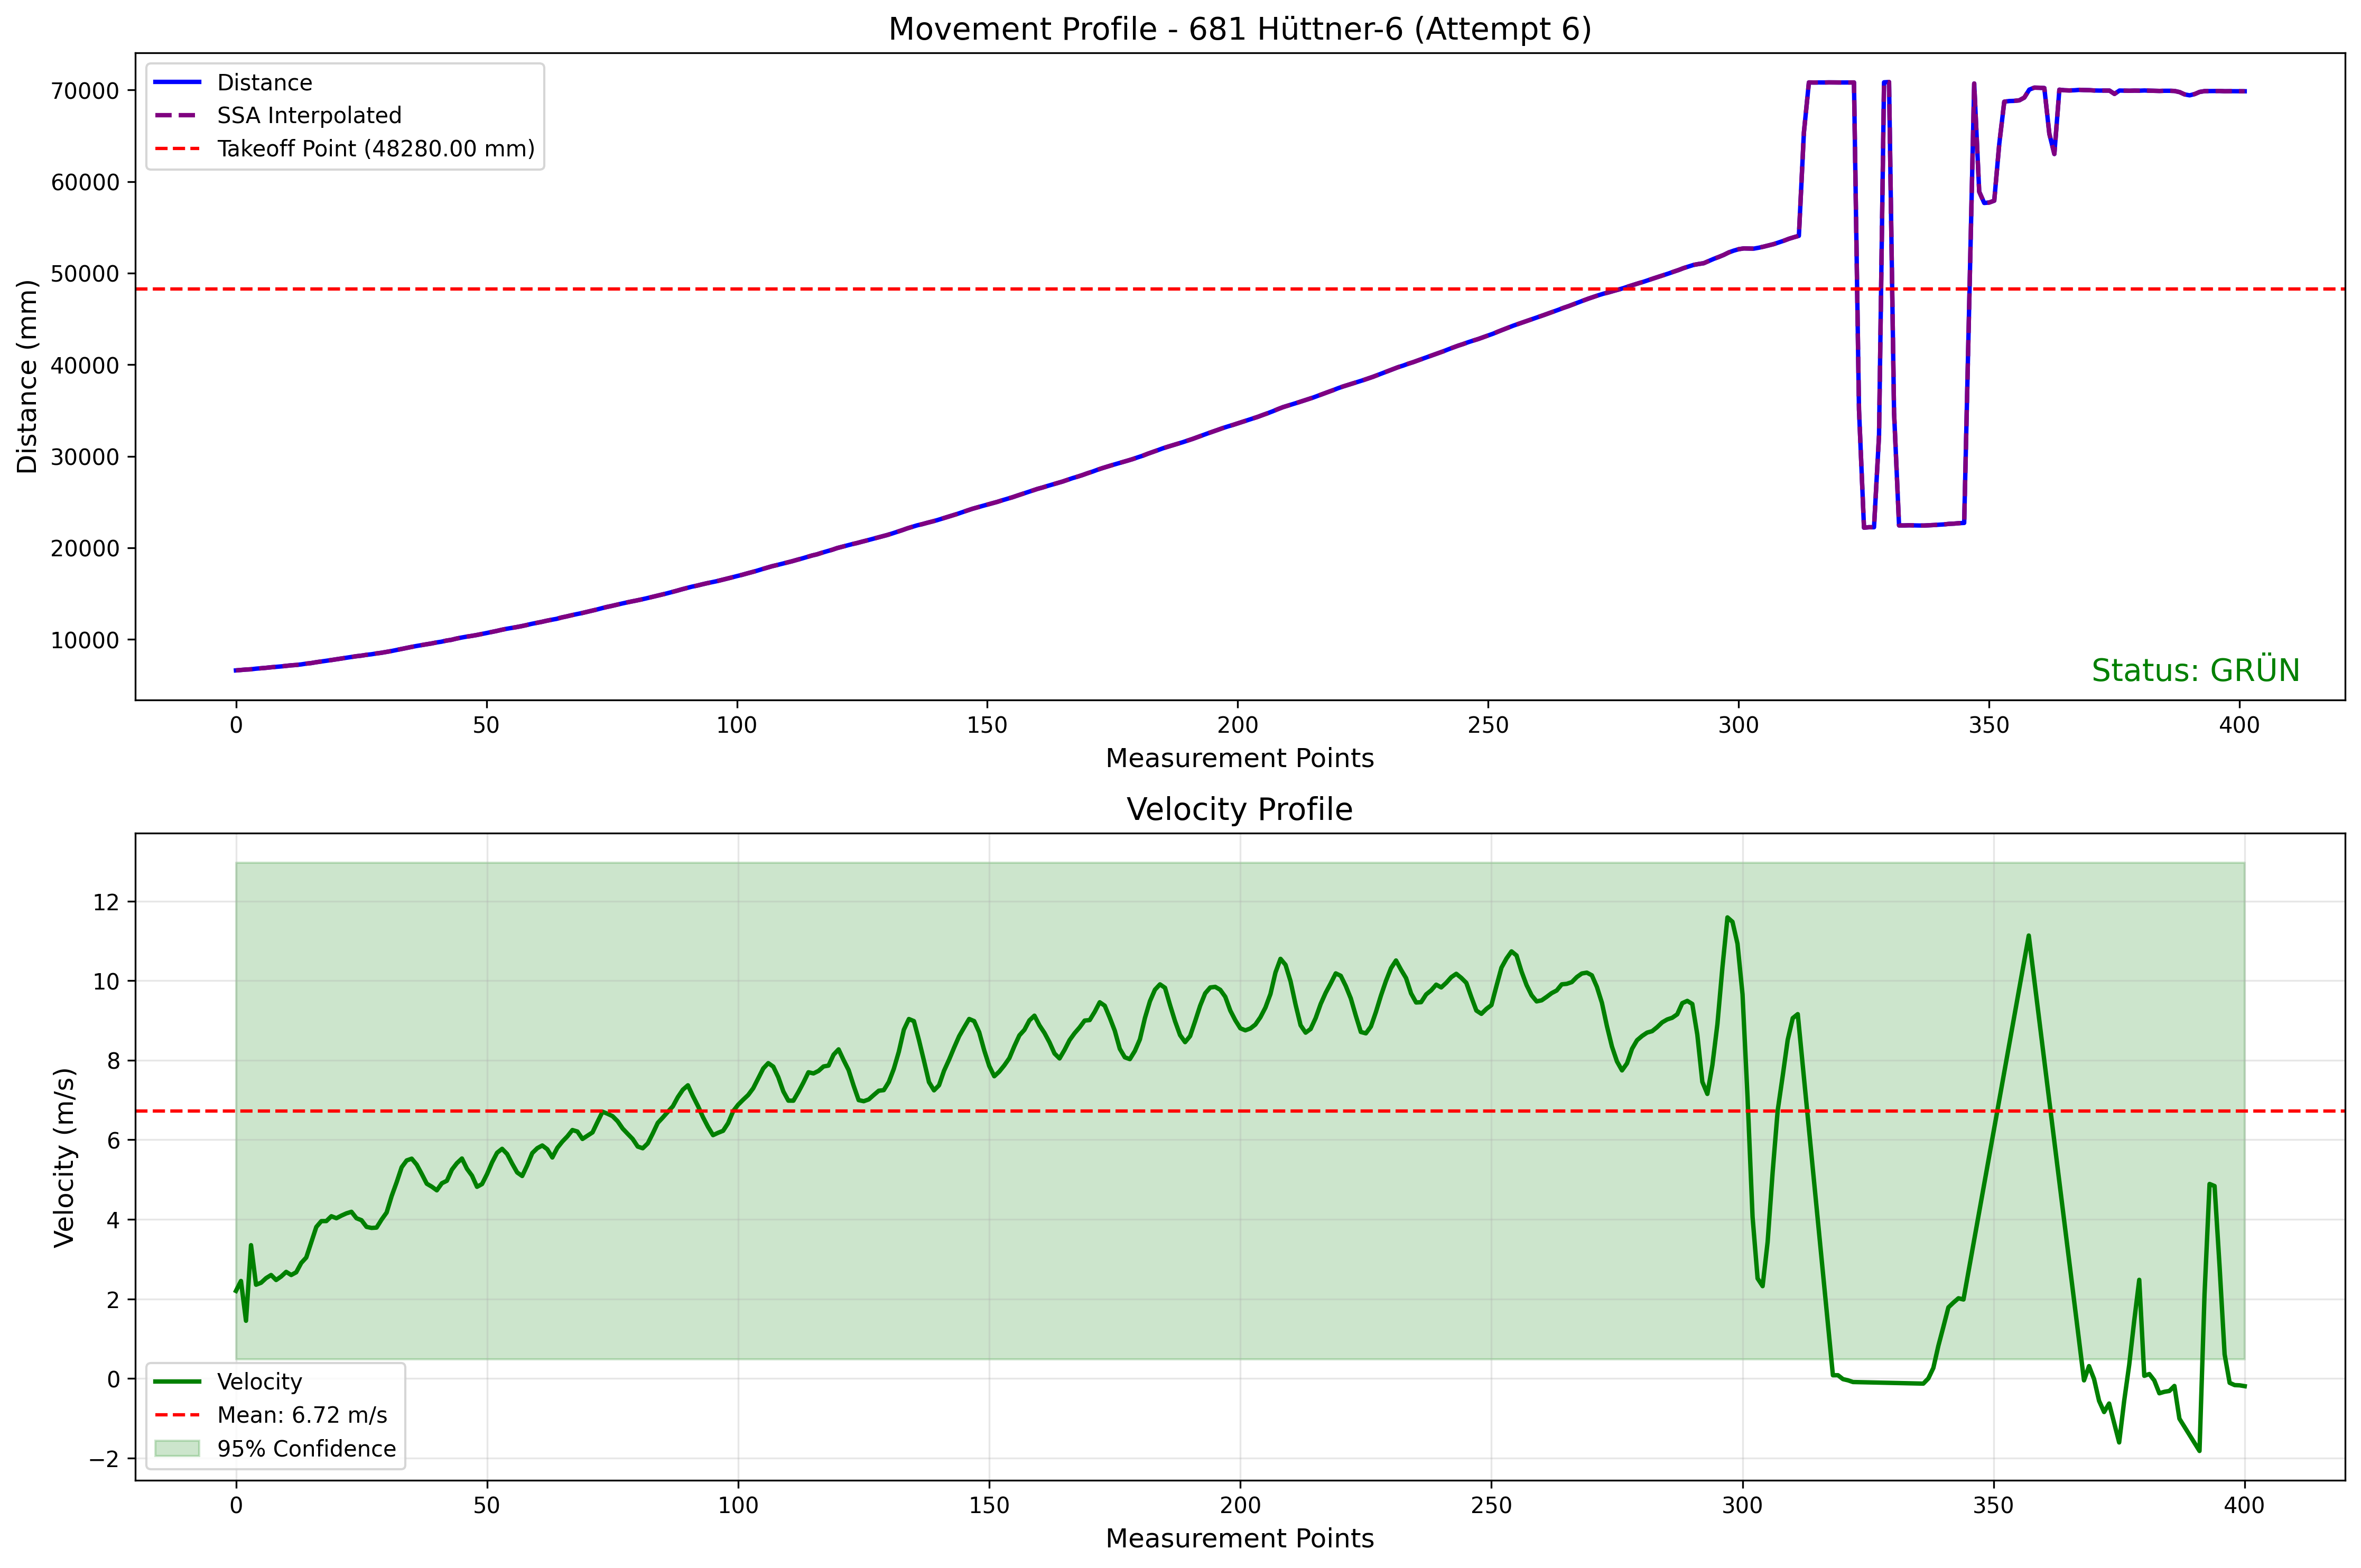 Movement Profile - 681 Hüttner-6 (Attempt 6)
Distance
SSA Interpolated
Takeoff Point (48280.00 mm)
Distance (mm)
70000
60000
50000
40000
30000
20000
10000
Status: GRÜN
0 50 100 150 200 250 300 350 400
Measurement Points
Velocity Profile
Velocity (m/s)
12
10
8
6
4
2
0
−2
Velocity
Mean: 6.72 m/s
95% Confidence
0 50 100 150 200 250 300 350 400
Measurement Points